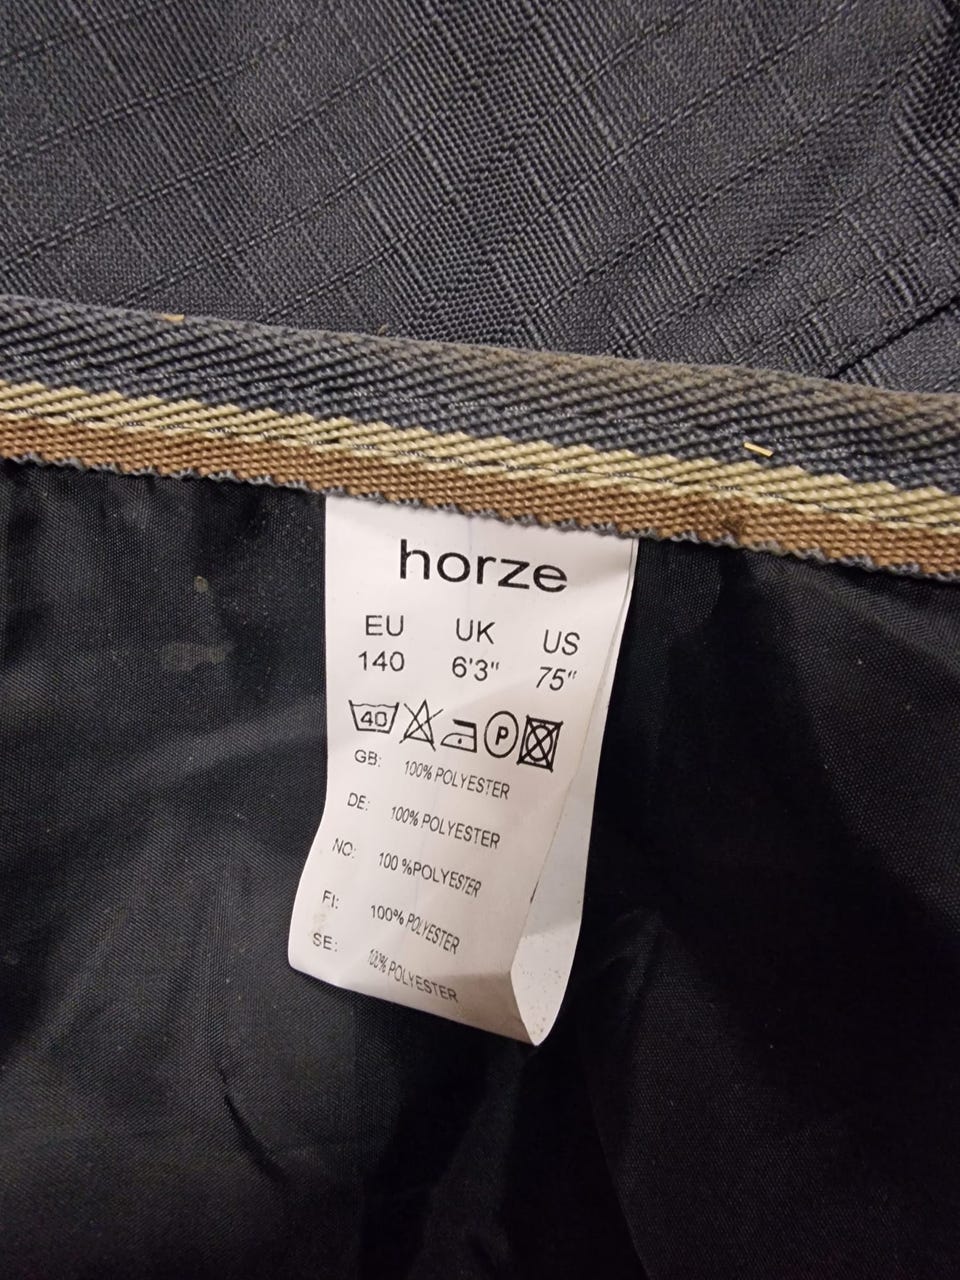 horze
EU UK US
140 6'3" 75"
40 P
GB: 100% POLYESTER
DE: 100% POLYESTER
NO: 100 %POLYESTER
FI: 100% POLYESTER
SE: 100% POLYESTER